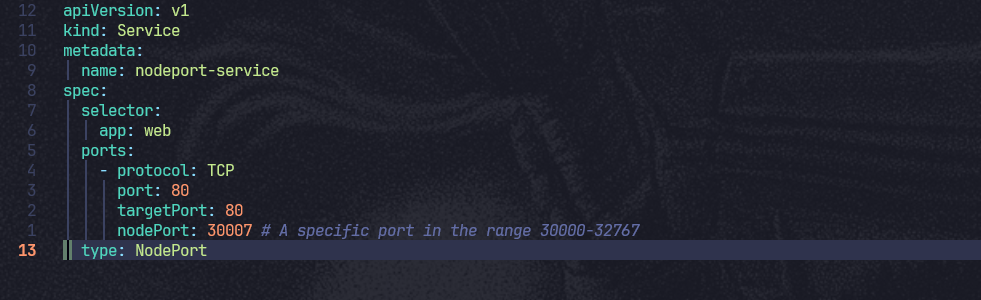 12 apiVersion: v1
11 kind: Service
10 metadata:
9   name: nodeport-service
8 spec:
7   selector:
6     app: web
5   ports:
4     - protocol: TCP
3       port: 80
2       targetPort: 80
1       nodePort: 30007 # A specific port in the range 30000-32767
13   type: NodePort